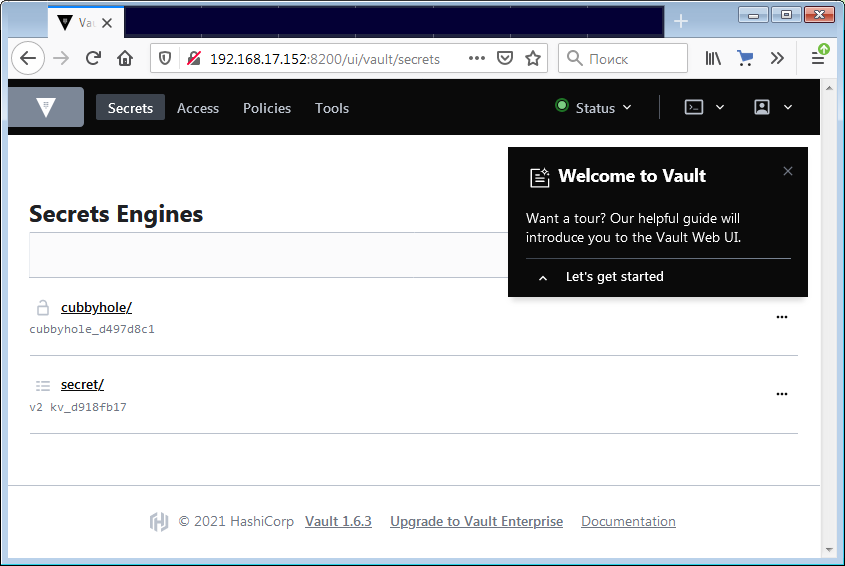 Vau
192.168.17.152:8200/ui/vault/secrets
Поиск
Secrets Access Policies Tools Status
Welcome to Vault
Want a tour? Our helpful guide will
introduce you to the Vault Web UI.
Let's get started
Secrets Engines
cubbyhole/
cubbyhole_d497d8c1
secret/
v2 kv_d918fb17
© 2021 HashiCorp Vault 1.6.3 Upgrade to Vault Enterprise Documentation